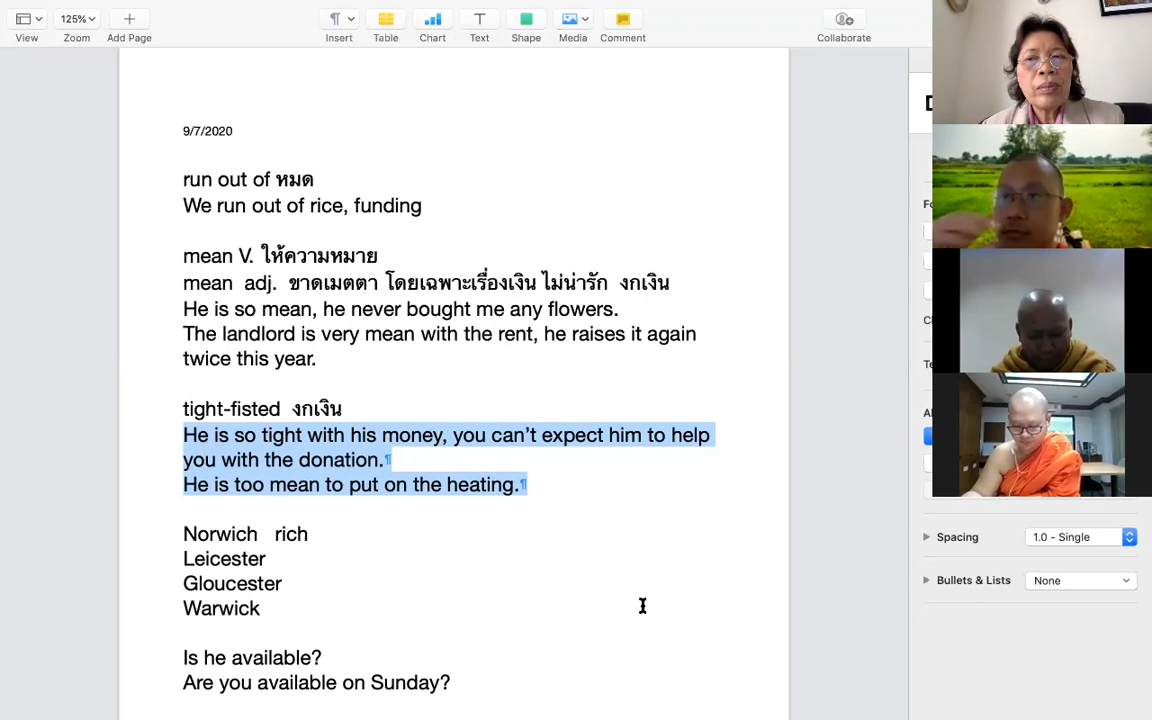 View
125%
Zoom
Add Page
Insert
Table
Chart
Text
Shape
Media
Comment
Collaborate
9/7/2020
run out of หมด
We run out of rice, funding
mean V. ให้ความหมาย
mean adj. ขาดเมตตา โดยเฉพาะเรื่องเงิน ไม่น่ารัก งกเงิน
He is so mean, he never bought me any flowers.
The landlord is very mean with the rent, he raises it again
twice this year.
tight-fisted งกเงิน
He is so tight with his money, you can't expect him to help
you with the donation.¶
He is too mean to put on the heating.¶
Norwich rich
Leicester
Gloucester
Warwick
Is he available?
Are you available on Sunday?
Spacing
1.0 - Single
Bullets & Lists
None